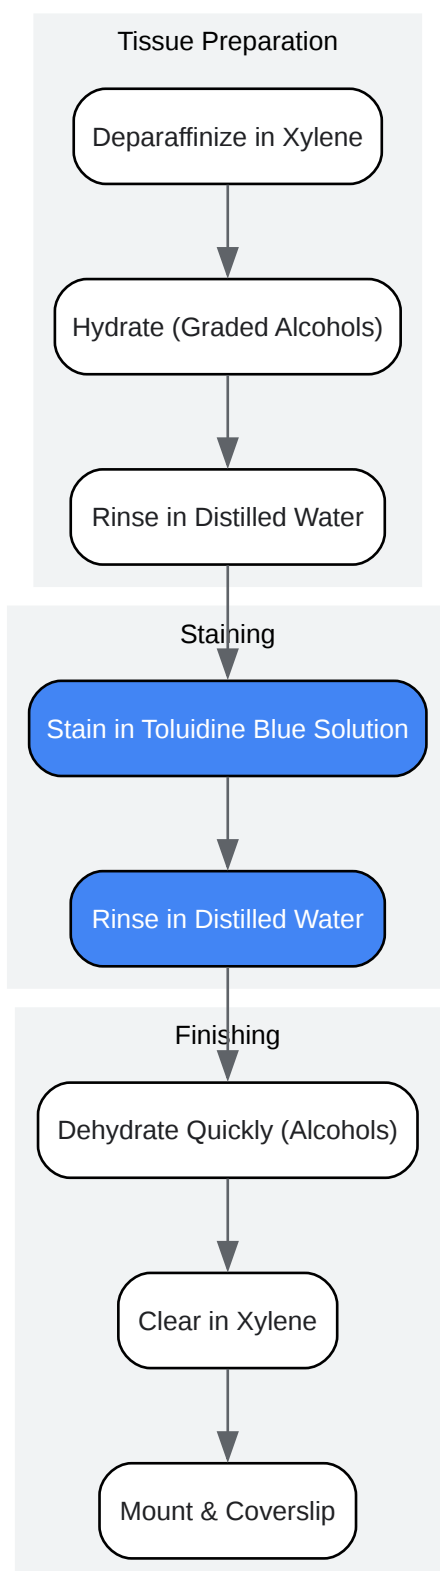 Tissue Preparation
Deparaffinize in Xylene
Hydrate (Graded Alcohols)
Rinse in Distilled Water
Staining
Stain in Toluidine Blue Solution
Rinse in Distilled Water
Finishing
Dehydrate Quickly (Alcohols)
Clear in Xylene
Mount & Coverslip